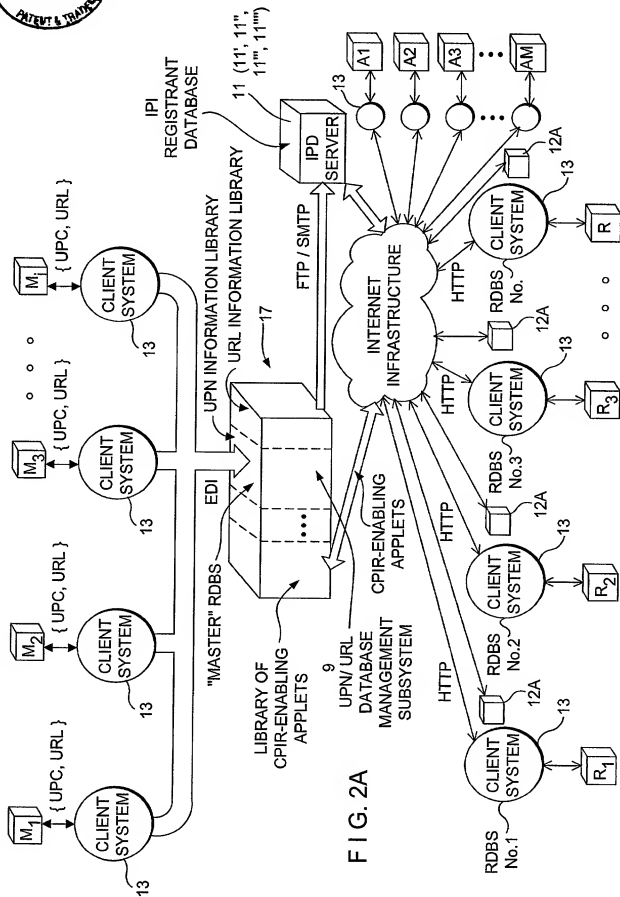 PATENT & TRADEM
M1
{ UPC, URL }
CLIENT
SYSTEM
13
M2
{ UPC, URL }
CLIENT
SYSTEM
13
M3
{ UPC, URL }
CLIENT
SYSTEM
13
Mi
{ UPC, URL }
CLIENT
SYSTEM
13
EDI
UPN INFORMATION LIBRARY
URL INFORMATION LIBRARY
"MASTER" RDBS
17
LIBRARY OF
CPIR-ENABLING
APPLETS
9
UPN/ URL
DATABASE
MANAGEMENT
SUBSYSTEM
FTP / SMTP
IPI
REGISTRANT
DATABASE
11 (11', 11",
11''', 11'''')
IPD
SERVER
INTERNET
INFRASTRUCTURE
CPIR-ENABLING
APPLETS
A1
A2
A3
AM
13
12A
HTTP
CLIENT
SYSTEM
13
RDBS
No.1
R1
12A
HTTP
CLIENT
SYSTEM
13
RDBS
No.2
R2
12A
HTTP
CLIENT
SYSTEM
13
RDBS
No.3
R3
12A
HTTP
CLIENT
SYSTEM
13
RDBS
No.
R
12A
FIG. 2A